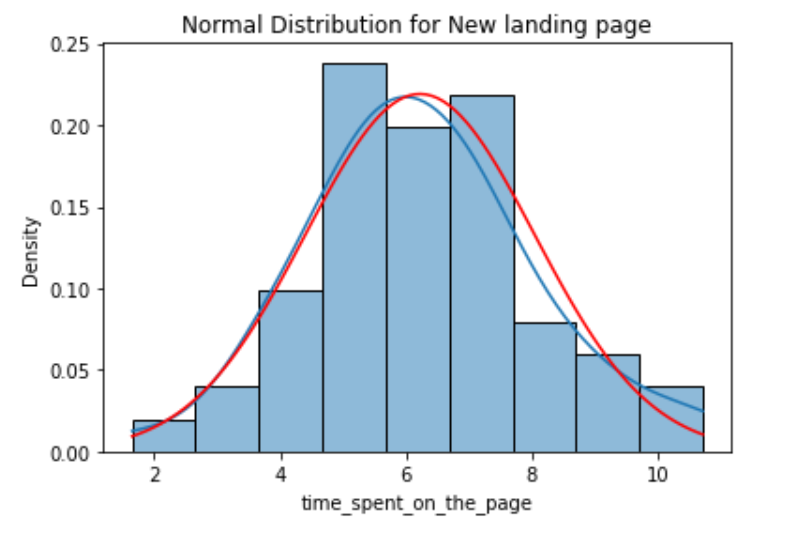 Normal Distribution for New landing page
0.25
0.20
0.15
0.10
0.05
0.00
Density
2 4 6 8 10
time_spent_on_the_page